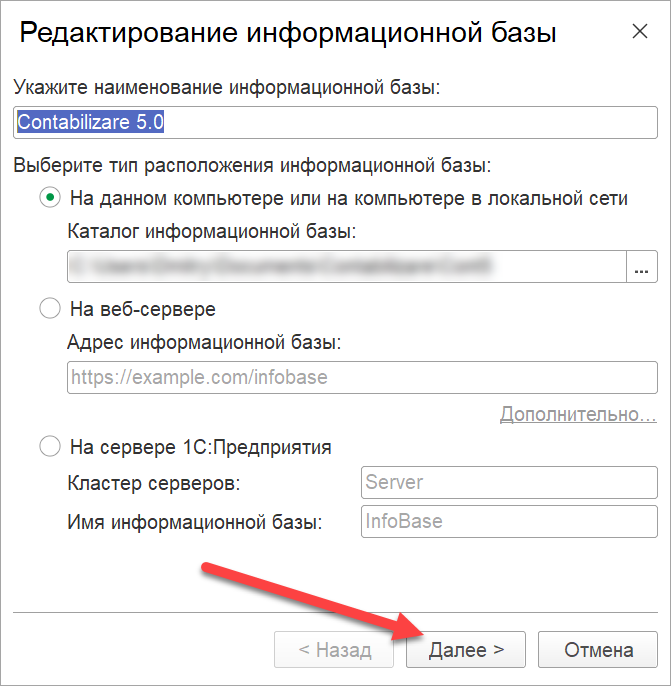 Редактирование информационной базы
Укажите наименование информационной базы:
Contabilizare 5.0
Выберите тип расположения информационной базы:
На данном компьютере или на компьютере в локальной сети
Каталог информационной базы:
...
На веб-сервере
Адрес информационной базы:
https://example.com/infobase
Дополнительно...
На сервере 1С:Предприятия
Кластер серверов: Server
Имя информационной базы: InfoBase
< Назад Далее > Отмена